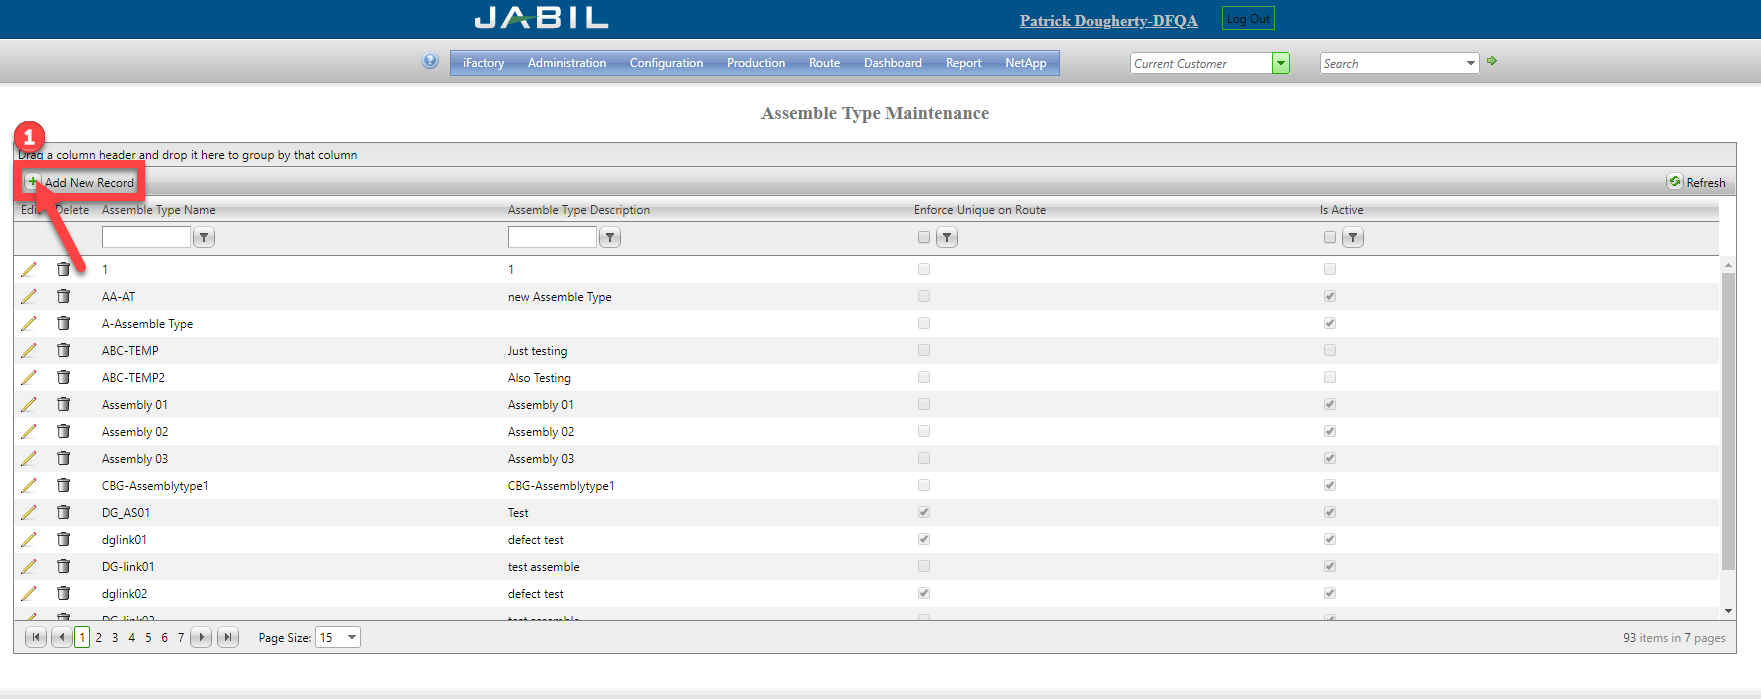 JABIL
Patrick Dougherty-DFQA Log Out
iFactory Administration Configuration Production Route Dashboard Report NetApp Current Customer Search
Assemble Type Maintenance
1
Drag a column header and drop it here to group by that column
Add New Record Refresh
Edit Delete Assemble Type Name Assemble Type Description Enforce Unique on Route Is Active
1 1
AA-AT new Assemble Type
A-Assemble Type
ABC-TEMP Just testing
ABC-TEMP2 Also Testing
Assembly 01 Assembly 01
Assembly 02 Assembly 02
Assembly 03 Assembly 03
CBG-Assemblytype1 CBG-Assemblytype1
DG_AS01 Test
dglink01 defect test
DG-link01 test assemble
dglink02 defect test
DG-link02 test assemble
1 2 3 4 5 6 7 Page Size: 15 93 items in 7 pages